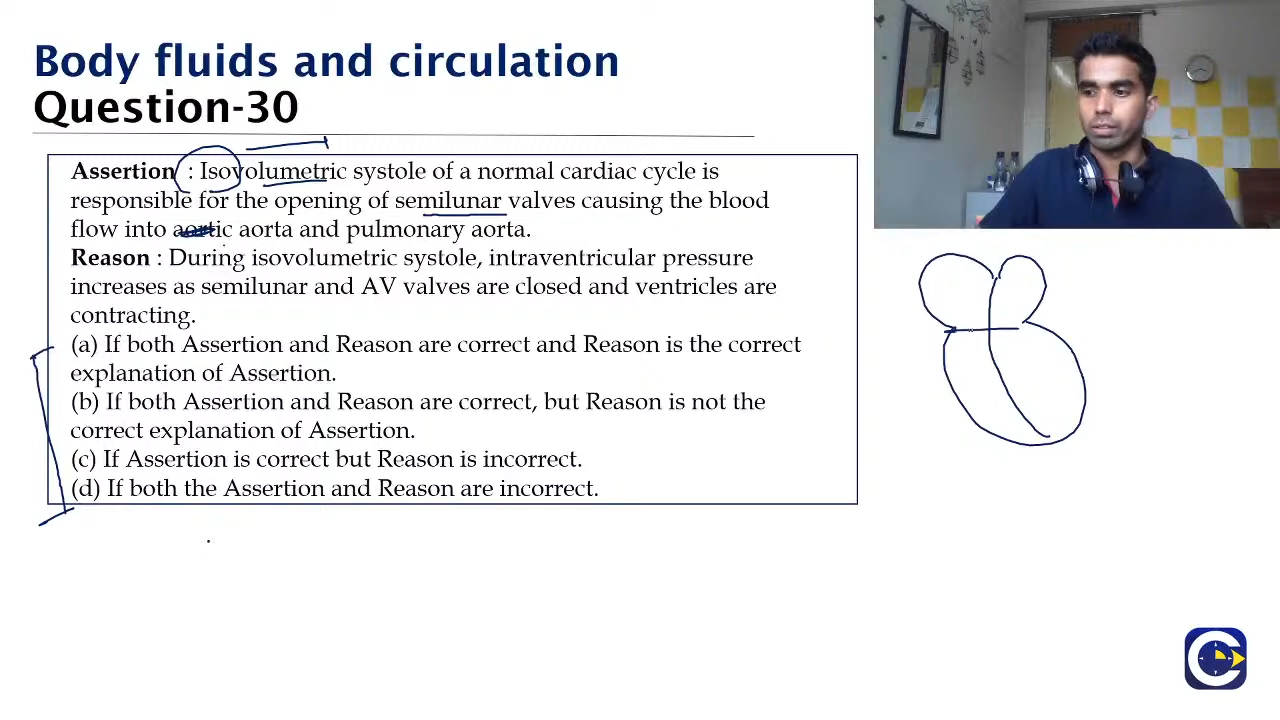 Body fluids and circulation
Question-30
Assertion : Isovolumetric systole of a normal cardiac cycle is
responsible for the opening of semilunar valves causing the blood
flow into aortic aorta and pulmonary aorta.
Reason : During isovolumetric systole, intraventricular pressure
increases as semilunar and AV valves are closed and ventricles are
contracting.
(a) If both Assertion and Reason are correct and Reason is the correct
explanation of Assertion.
(b) If both Assertion and Reason are correct, but Reason is not the
correct explanation of Assertion.
(c) If Assertion is correct but Reason is incorrect.
(d) If both the Assertion and Reason are incorrect.